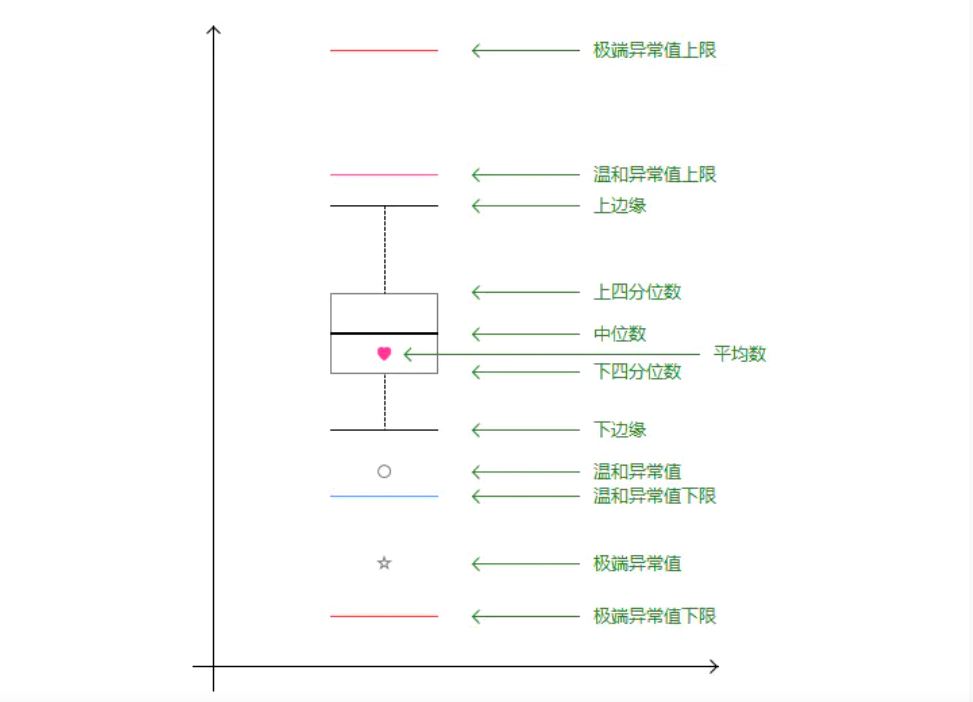 极端异常值上限
温和异常值上限
上边缘
上四分位数
中位数
平均数
下四分位数
下边缘
温和异常值
温和异常值下限
极端异常值
极端异常值下限